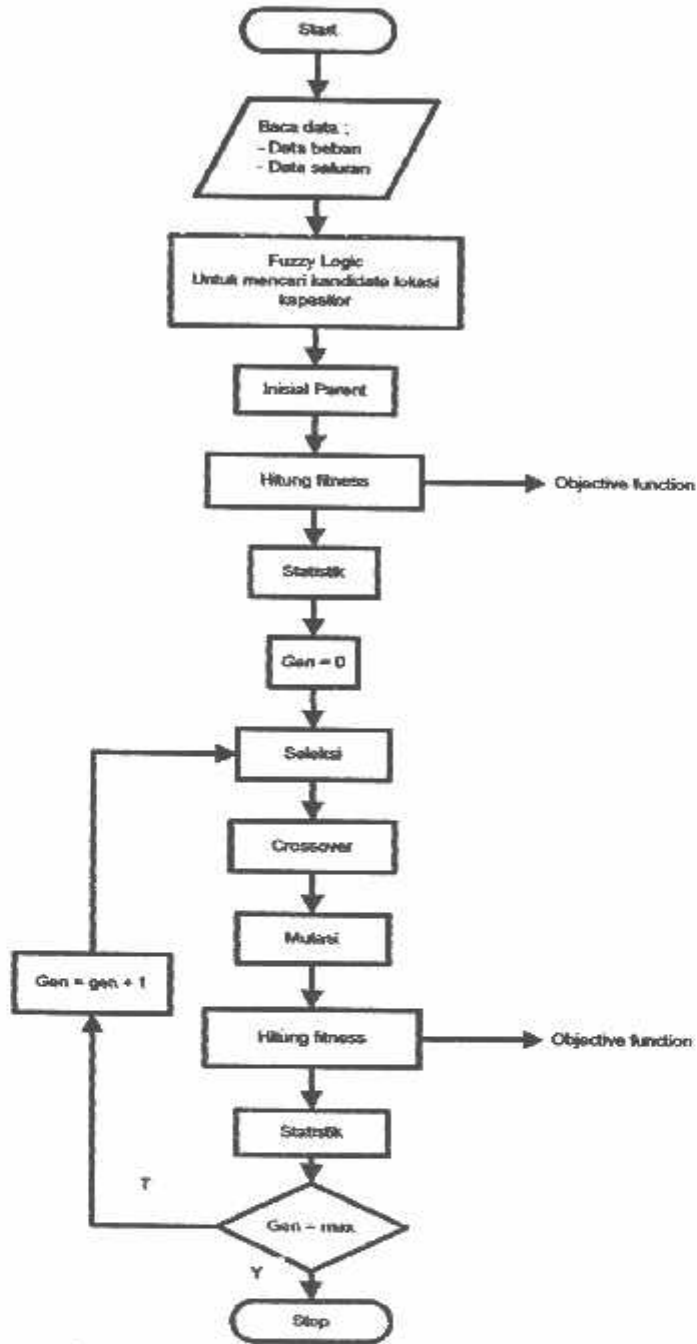 Start
Baca data ;
- Data beban
- Data saluran
Fuzzy Logic
Untuk mencari kandidate lokasi
kapasitor
Inisial Parent
Hitung fitness
Objective function
Statistik
Gen = 0
Seleksi
Crossover
Mutasi
Gen = gen + 1
Hitung fitness
Objective function
Statistik
T
Gen = max
Y
Stop